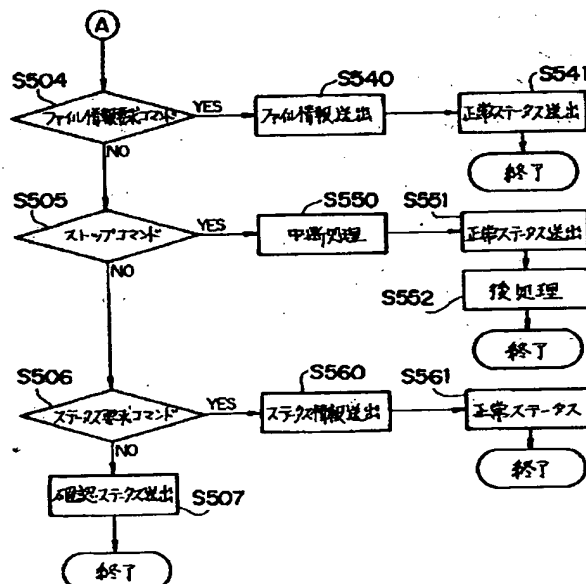 A
S504
ファイル情報要求コマンド
YES
S540
ファイル情報送出
S541
正常ステータス送出
終了
NO
S505
ストップコマンド
YES
S550
中断処理
S551
正常ステータス送出
S552
後処理
終了
NO
S506
ステータス要求コマンド
YES
S560
ステータス情報送出
S561
正常ステータス
終了
NO
確認ステータス送出
S507
終了